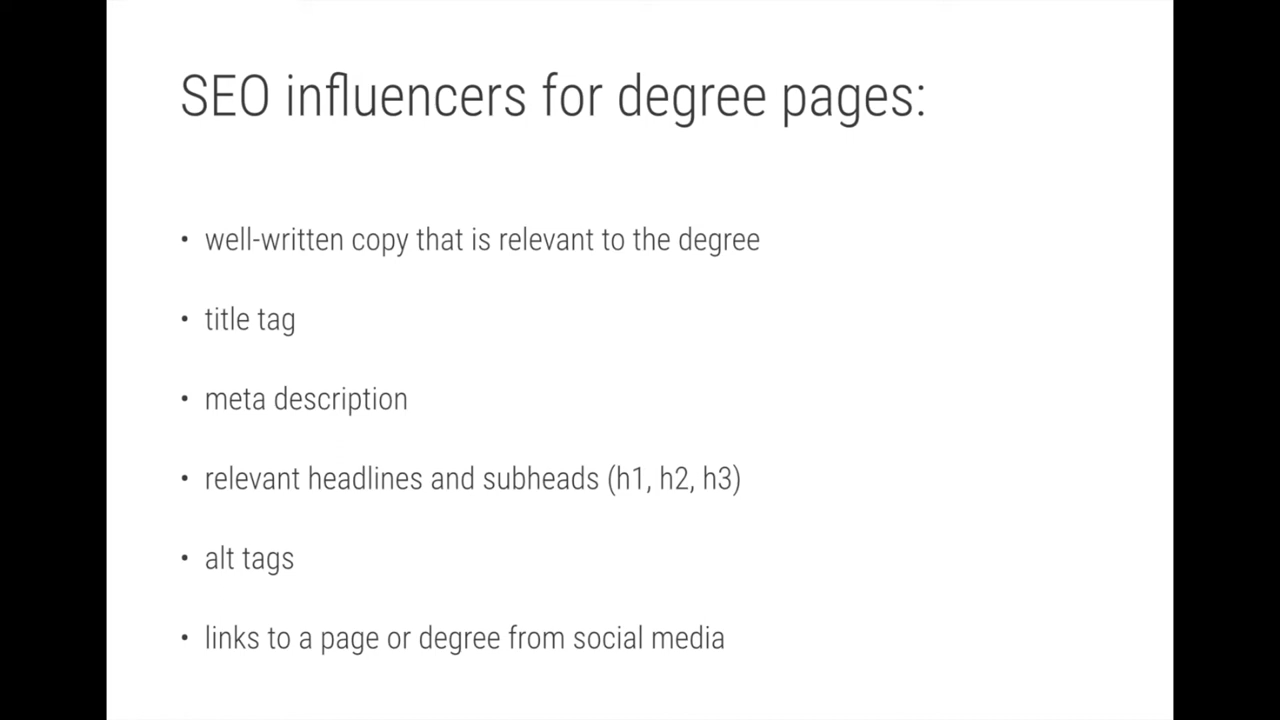 SEO influencers for degree pages:
• well-written copy that is relevant to the degree
• title tag
• meta description
• relevant headlines and subheads (h1, h2, h3)
• alt tags
• links to a page or degree from social media